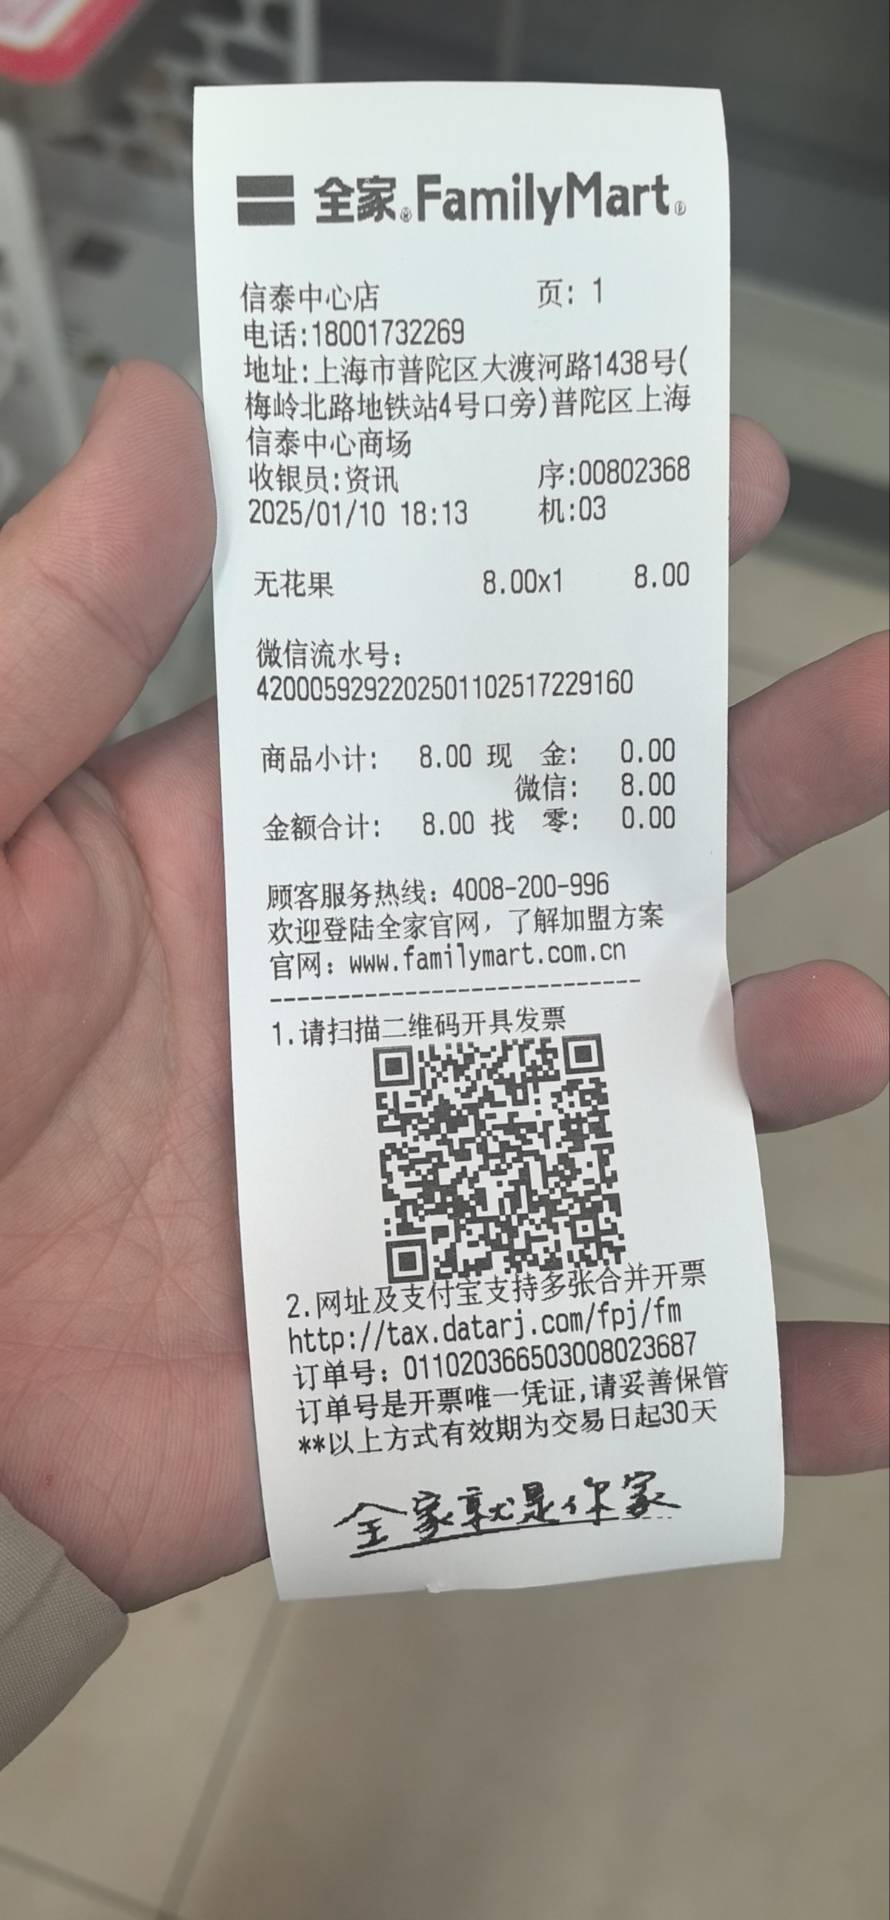 全家®FamilyMart®
信泰中心店 页: 1
电话:18001732269
地址:上海市普陀区大渡河路1438号(
梅岭北路地铁站4号口旁)普陀区上海
信泰中心商场
收银员:资讯 序:00802368
2025/01/10 18:13 机:03
无花果 8.00x1 8.00
微信流水号:
4200059292202501102517229160
商品小计: 8.00 现 金: 0.00
微信: 8.00
金额合计: 8.00 找 零: 0.00
顾客服务热线: 4008-200-996
欢迎登陆全家官网, 了解加盟方案
官网: www.familymart.com.cn
----------------------------
1.请扫描二维码开具发票
2.网址及支付宝支持多张合并开票
http://tax.datarj.com/fpj/fm
订单号: 011020366503008023687
订单号是开票唯一凭证,请妥善保管
**以上方式有效期为交易日起30天
全家就是你家